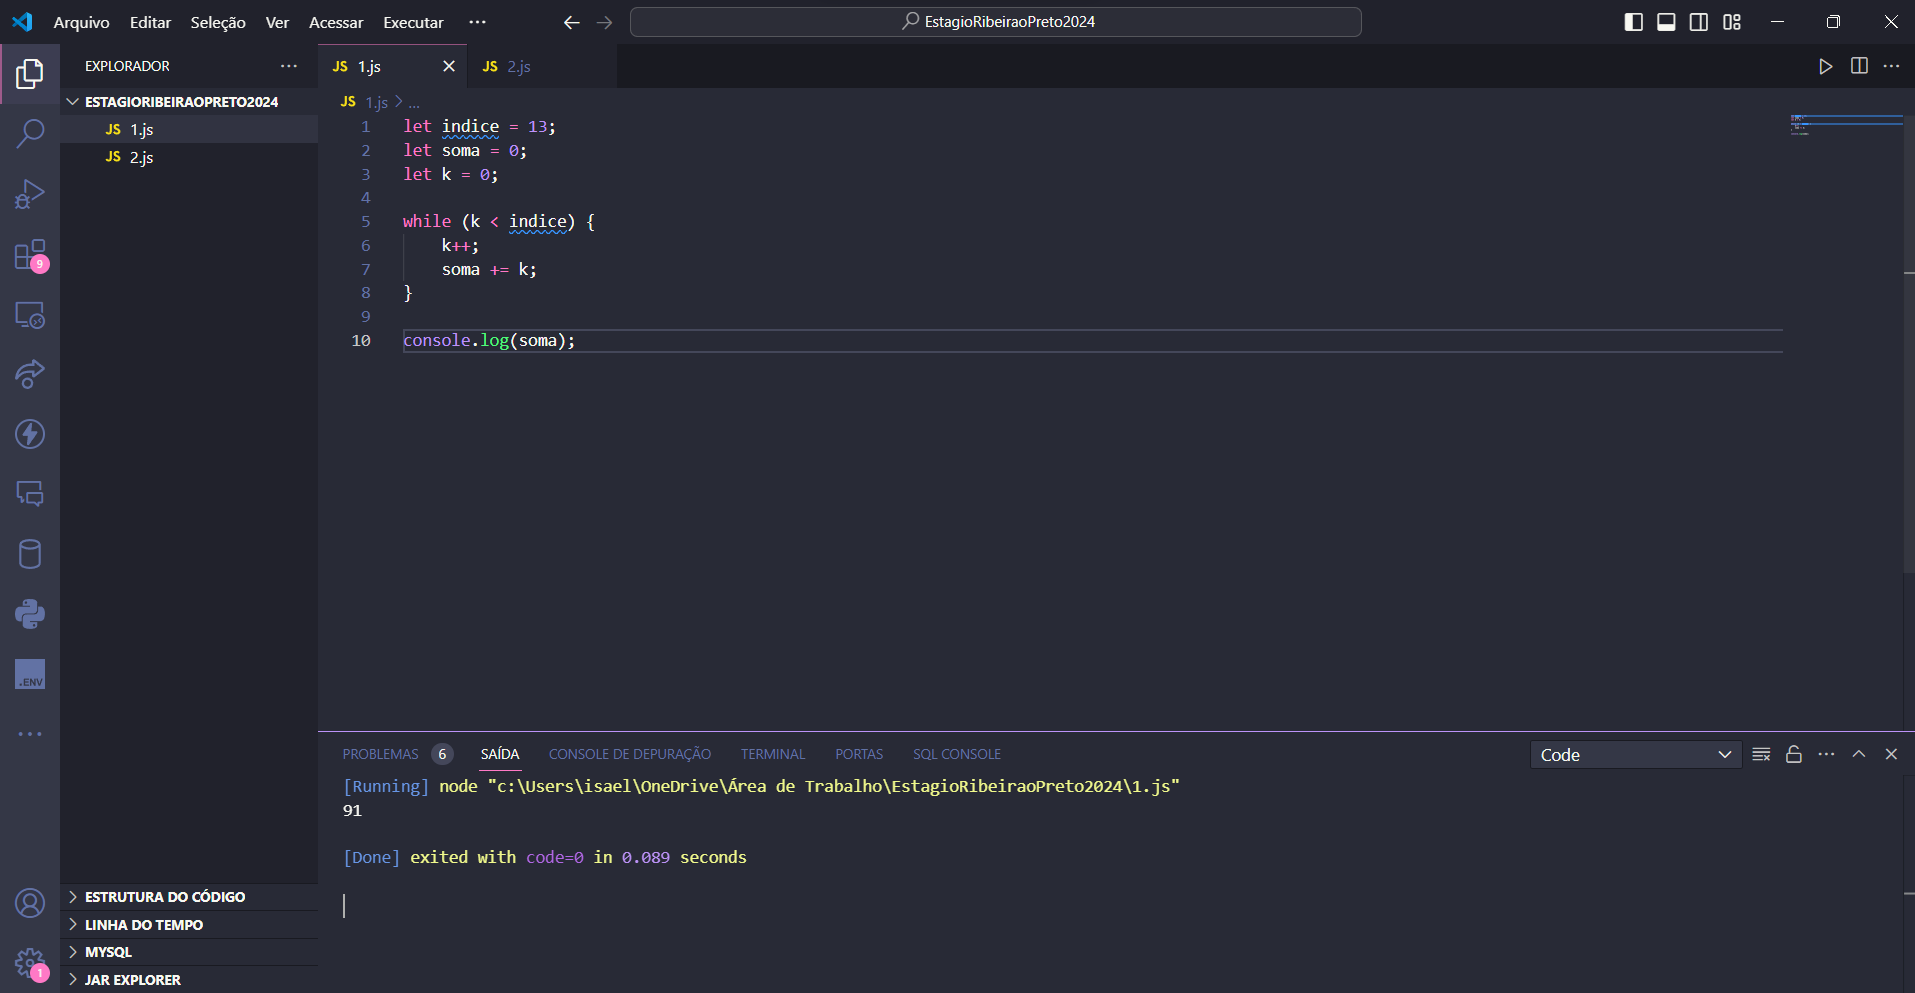 Arquivo Editar Seleção Ver Acessar Executar ··· EstagioRibeiraoPreto2024
EXPLORADOR ···
JS 1.js JS 2.js
ESTAGIORIBEIRAOPRETO2024
JS 1.js
JS 2.js
JS 1.js > ...
1 let indice = 13;
2 let soma = 0;
3 let k = 0;
4
5 while (k < indice) {
6 k++;
7 soma += k;
8 }
9
10 console.log(soma);
9
.ENV
1
ESTRUTURA DO CÓDIGO
LINHA DO TEMPO
MYSQL
JAR EXPLORER
PROBLEMAS 6 SAÍDA CONSOLE DE DEPURAÇÃO TERMINAL PORTAS SQL CONSOLE Code
[Running] node "c:\Users\isael\OneDrive\Área de Trabalho\EstagioRibeiraoPreto2024\1.js"
91
[Done] exited with code=0 in 0.089 seconds